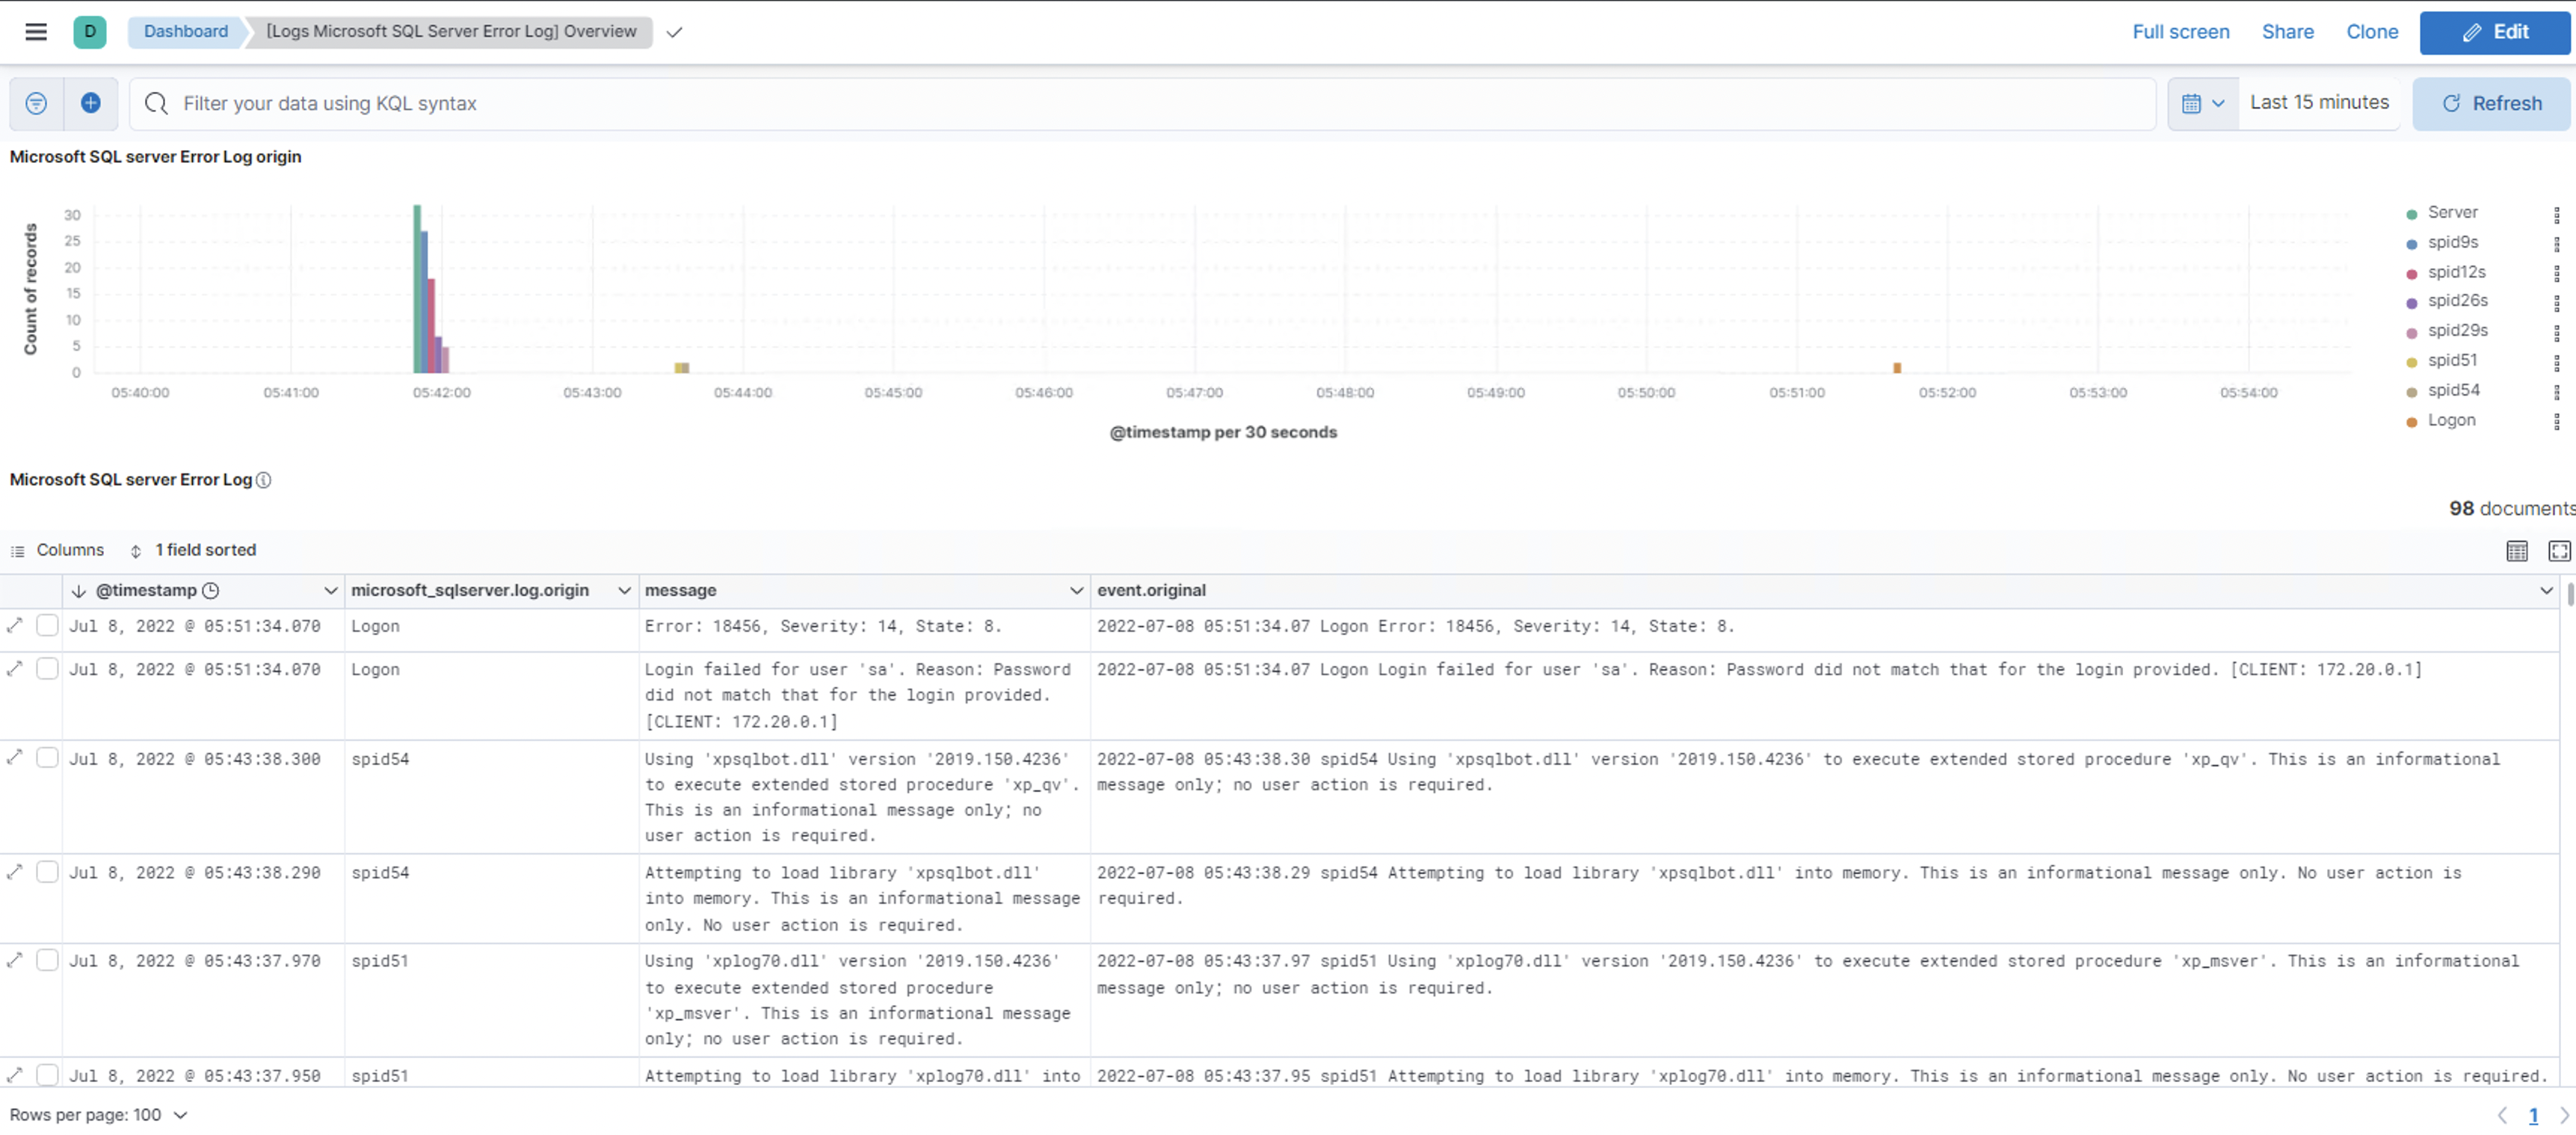 D Dashboard [Logs Microsoft SQL Server Error Log] Overview Full screen Share Clone Edit
Filter your data using KQL syntax Last 15 minutes Refresh
Microsoft SQL server Error Log origin
Count of records
30
25
20
15
10
5
0
05:40:00 05:41:00 05:42:00 05:43:00 05:44:00 05:45:00 05:46:00 05:47:00 05:48:00 05:49:00 05:50:00 05:51:00 05:52:00 05:53:00 05:54:00
@timestamp per 30 seconds
Server
spid9s
spid12s
spid26s
spid29s
spid51
spid54
Logon
Microsoft SQL server Error Log
98 documents
Columns 1 field sorted
@timestamp microsoft_sqlserver.log.origin message event.original
Jul 8, 2022 @ 05:51:34.070 Logon Error: 18456, Severity: 14, State: 8. 2022-07-08 05:51:34.07 Logon Error: 18456, Severity: 14, State: 8.
Jul 8, 2022 @ 05:51:34.070 Logon Login failed for user 'sa'. Reason: Password 2022-07-08 05:51:34.07 Logon Login failed for user 'sa'. Reason: Password did not match that for the login provided. [CLIENT: 172.20.0.1]
did not match that for the login provided.
[CLIENT: 172.20.0.1]
Jul 8, 2022 @ 05:43:38.300 spid54 Using 'xpsqlbot.dll' version '2019.150.4236' 2022-07-08 05:43:38.30 spid54 Using 'xpsqlbot.dll' version '2019.150.4236' to execute extended stored procedure 'xp_qv'. This is an informational
to execute extended stored procedure 'xp_qv'. message only; no user action is required.
This is an informational message only; no
user action is required.
Jul 8, 2022 @ 05:43:38.290 spid54 Attempting to load library 'xpsqlbot.dll' 2022-07-08 05:43:38.29 spid54 Attempting to load library 'xpsqlbot.dll' into memory. This is an informational message only. No user action is
into memory. This is an informational message required.
only. No user action is required.
Jul 8, 2022 @ 05:43:37.970 spid51 Using 'xplog70.dll' version '2019.150.4236' 2022-07-08 05:43:37.97 spid51 Using 'xplog70.dll' version '2019.150.4236' to execute extended stored procedure 'xp_msver'. This is an informational
to execute extended stored procedure message only; no user action is required.
'xp_msver'. This is an informational message
only; no user action is required.
Jul 8, 2022 @ 05:43:37.950 spid51 Attempting to load library 'xplog70.dll' into 2022-07-08 05:43:37.95 spid51 Attempting to load library 'xplog70.dll' into memory. This is an informational message only. No user action is required.
Rows per page: 100 1